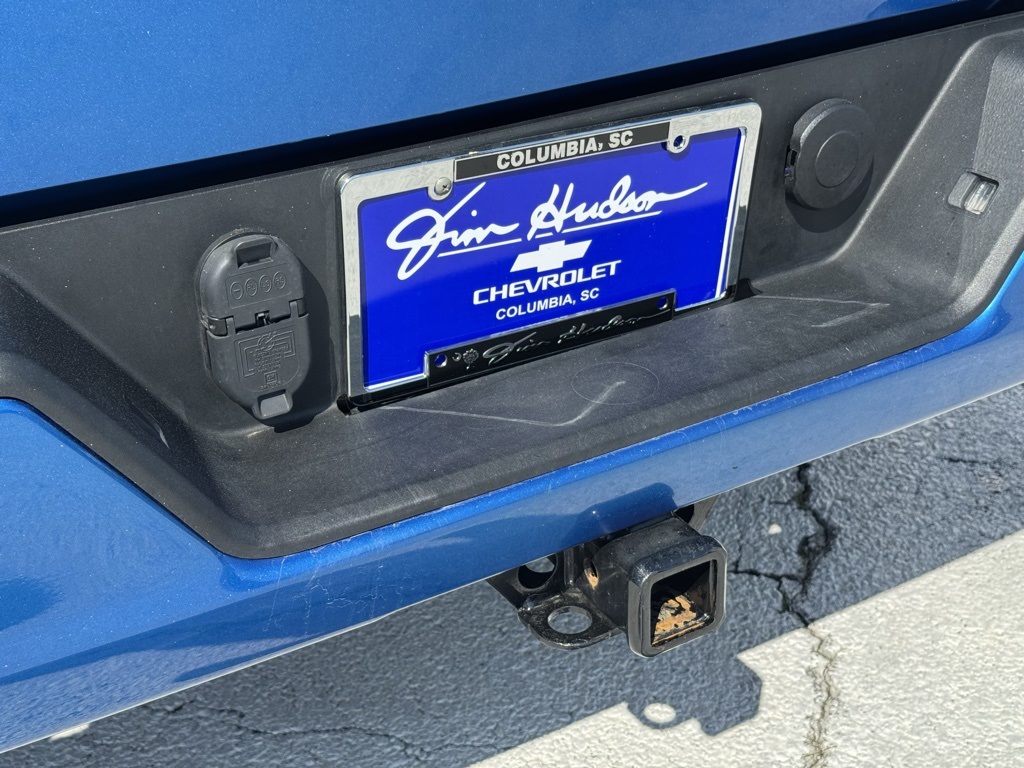 COLUMBIA, SC
Jim Hudson
CHEVROLET
COLUMBIA, SC
Jim Hudson